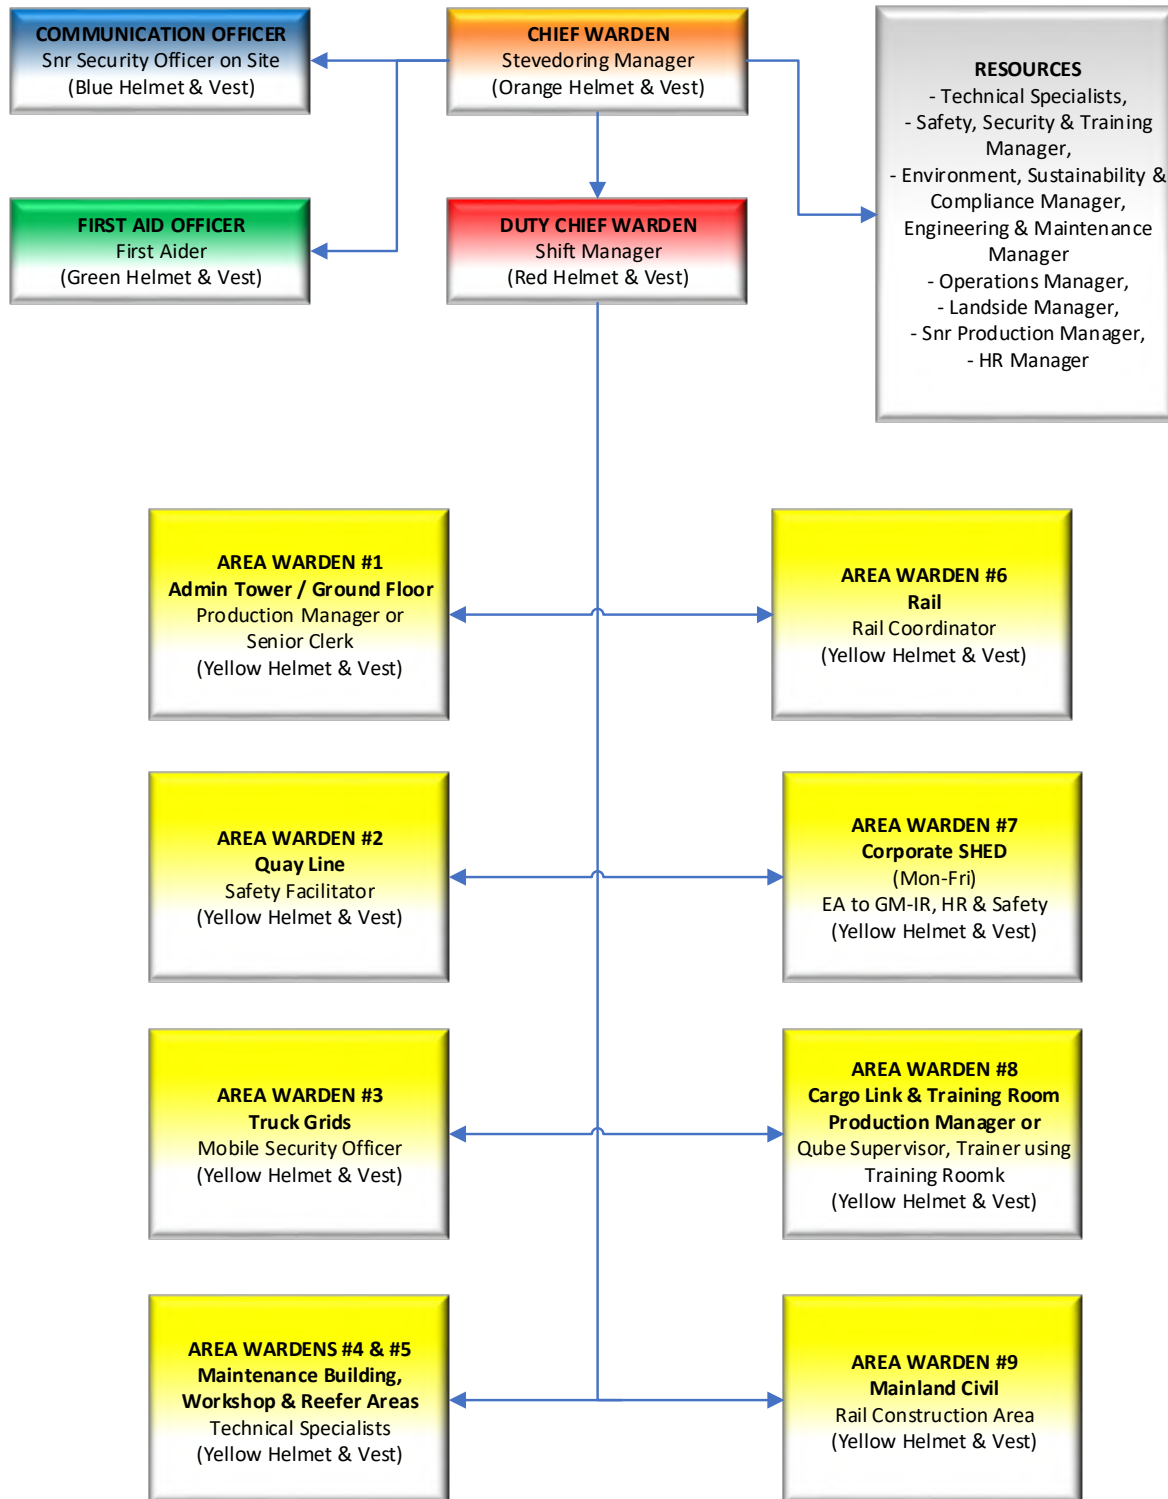 COMMUNICATION OFFICER
Snr Security Officer on Site
(Blue Helmet & Vest)
CHIEF WARDEN
Stevedoring Manager
(Orange Helmet & Vest)
RESOURCES
- Technical Specialists,
- Safety, Security & Training
Manager,
- Environment, Sustainability &
Compliance Manager,
Engineering & Maintenance
Manager
- Operations Manager,
- Landside Manager,
- Snr Production Manager,
- HR Manager
FIRST AID OFFICER
First Aider
(Green Helmet & Vest)
DUTY CHIEF WARDEN
Shift Manager
(Red Helmet & Vest)
AREA WARDEN #1
Admin Tower / Ground Floor
Production Manager or
Senior Clerk
(Yellow Helmet & Vest)
AREA WARDEN #6
Rail
Rail Coordinator
(Yellow Helmet & Vest)
AREA WARDEN #2
Quay Line
Safety Facilitator
(Yellow Helmet & Vest)
AREA WARDEN #7
Corporate SHED
(Mon-Fri)
EA to GM-IR, HR & Safety
(Yellow Helmet & Vest)
AREA WARDEN #3
Truck Grids
Mobile Security Officer
(Yellow Helmet & Vest)
AREA WARDEN #8
Cargo Link & Training Room
Production Manager or
Qube Supervisor, Trainer using
Training Roomk
(Yellow Helmet & Vest)
AREA WARDENS #4 & #5
Maintenance Building,
Workshop & Reefer Areas
Technical Specialists
(Yellow Helmet & Vest)
AREA WARDEN #9
Mainland Civil
Rail Construction Area
(Yellow Helmet & Vest)